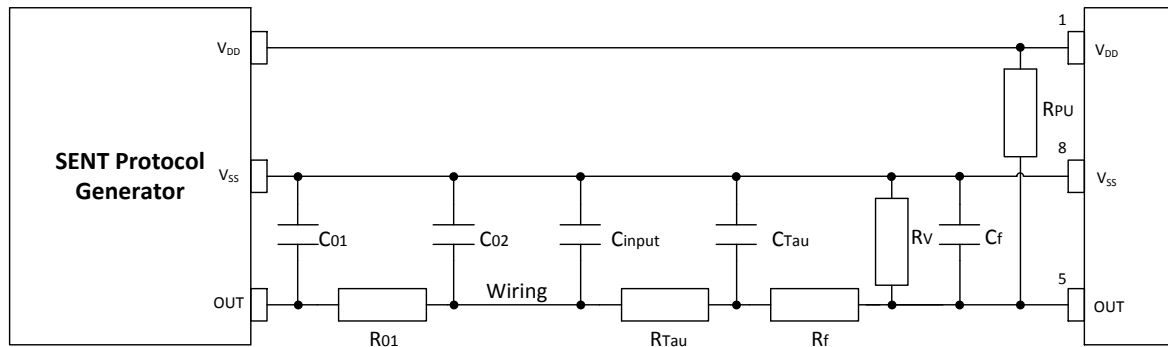 1
VDD
VDD
RPU
SENT Protocol
Generator
8
VSS
VSS
C01
C02
Cinput
CTau
RV
Cf
Wiring
5
OUT
OUT
R01
RTau
Rf